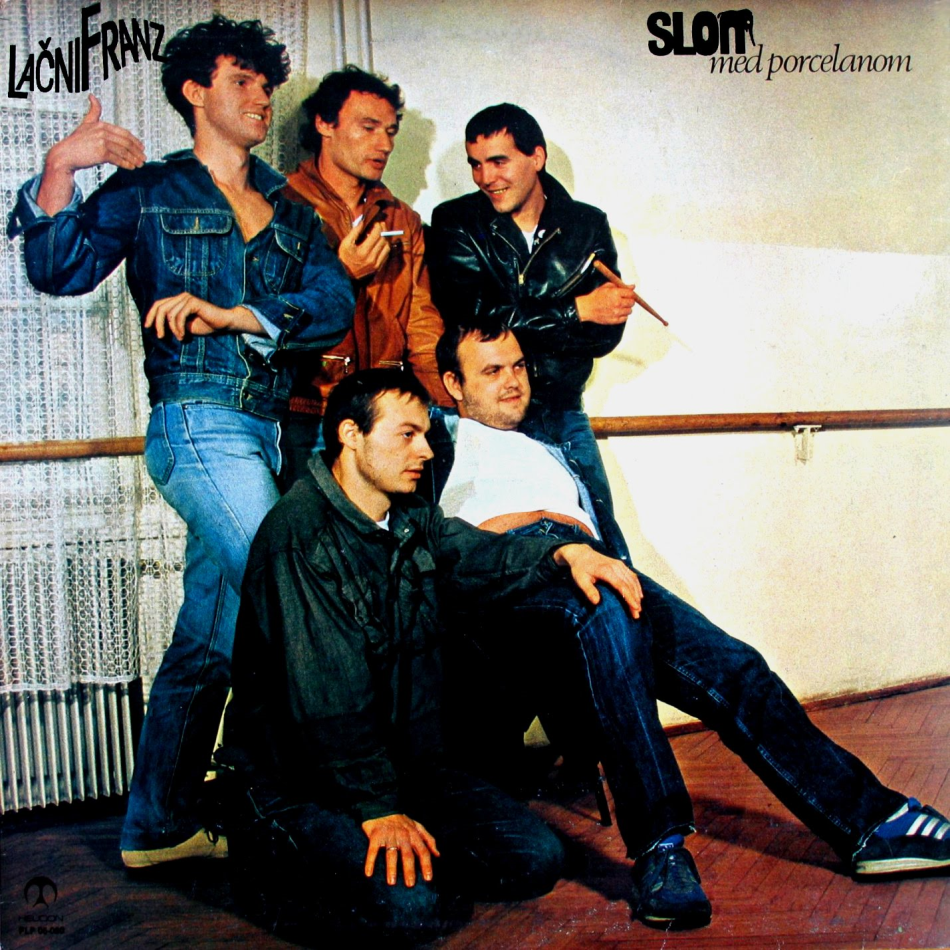 LAČNI FRANZ
SLON
med porcelanom
HELIDON